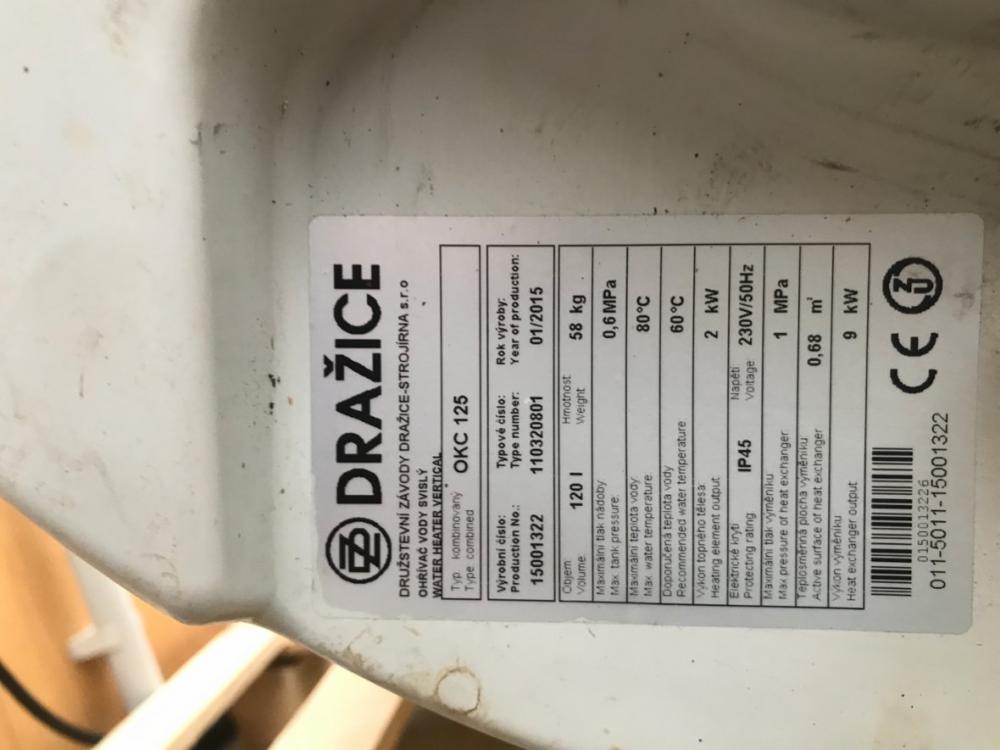 DRAŽICE
DRUŽSTEVNÍ ZÁVODY DRAŽICE-STROJÍRNA s.r.o
OHŘÍVAČ VODY SVISLÝ
WATER HEATER VERTICAL
Typ kombinovaný
Type combined
OKC 125
Výrobní číslo: Typové číslo: Rok výroby:
Production No.: Type number: Year of production:
15001322 110320801 01/2015
Objem 120 l Hmotnost 58 kg
Volume Weight
Maximální tlak nádoby 0,6 MPa
Max. tank pressure
Maximální teplota vody 80°C
Max. water temperature
Doporučená teplota vody 60°C
Recommended water temperature
Výkon topného tělesa 2 kW
Heating element output
Elektrické krytí IP45 Napětí 230V/50Hz
Protecting rating Voltage
Maximální tlak výměníku 1 MPa
Max pressure of heat exchanger
Teplosměnná plocha výměníku 0,68 m²
Active surface of heat exchanger
Výkon výměníku 9 kW
Heat exchanger output
0150013226
011-5011-15001322
CE